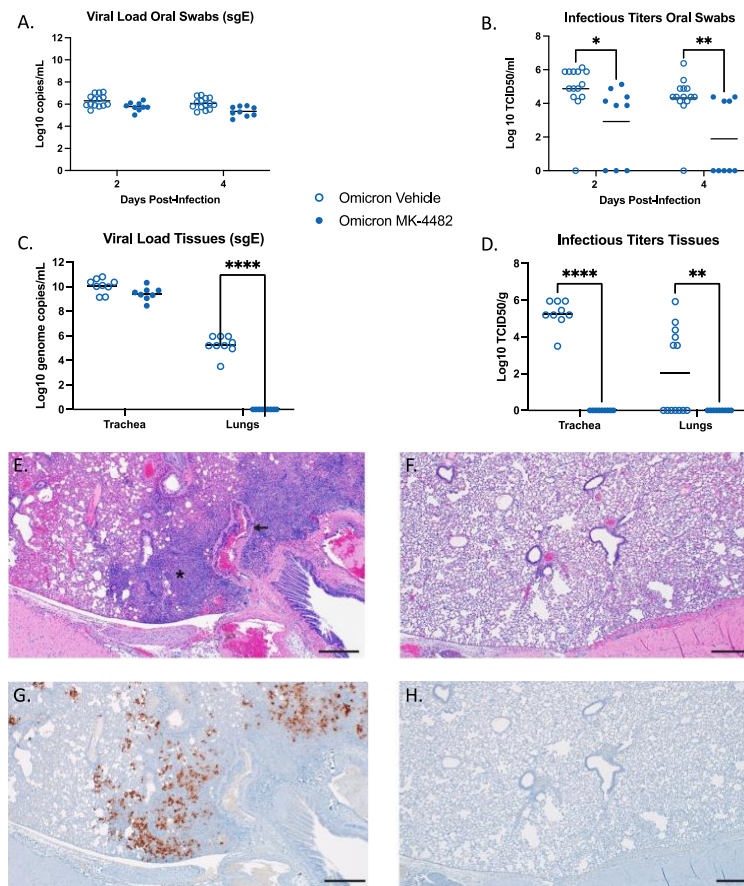 A.
Viral Load Oral Swabs (sgE)
Log10 copies/mL
12
10
8
6
4
2
0
2
4
Days Post-Infection
B.
Infectious Titers Oral Swabs
Log 10 TCID50/ml
8
6
4
2
0
*
**
2
4
Days Post-Infection
Omicron Vehicle
Omicron MK-4482
C.
Viral Load Tissues (sgE)
Log10 genome copies/mL
12
10
8
6
4
2
0
****
Trachea
Lungs
D.
Infectious Titers Tissues
Log10 TCID50/g
8
6
4
2
0
****
**
Trachea
Lungs
E.
*
F.
G.
H.